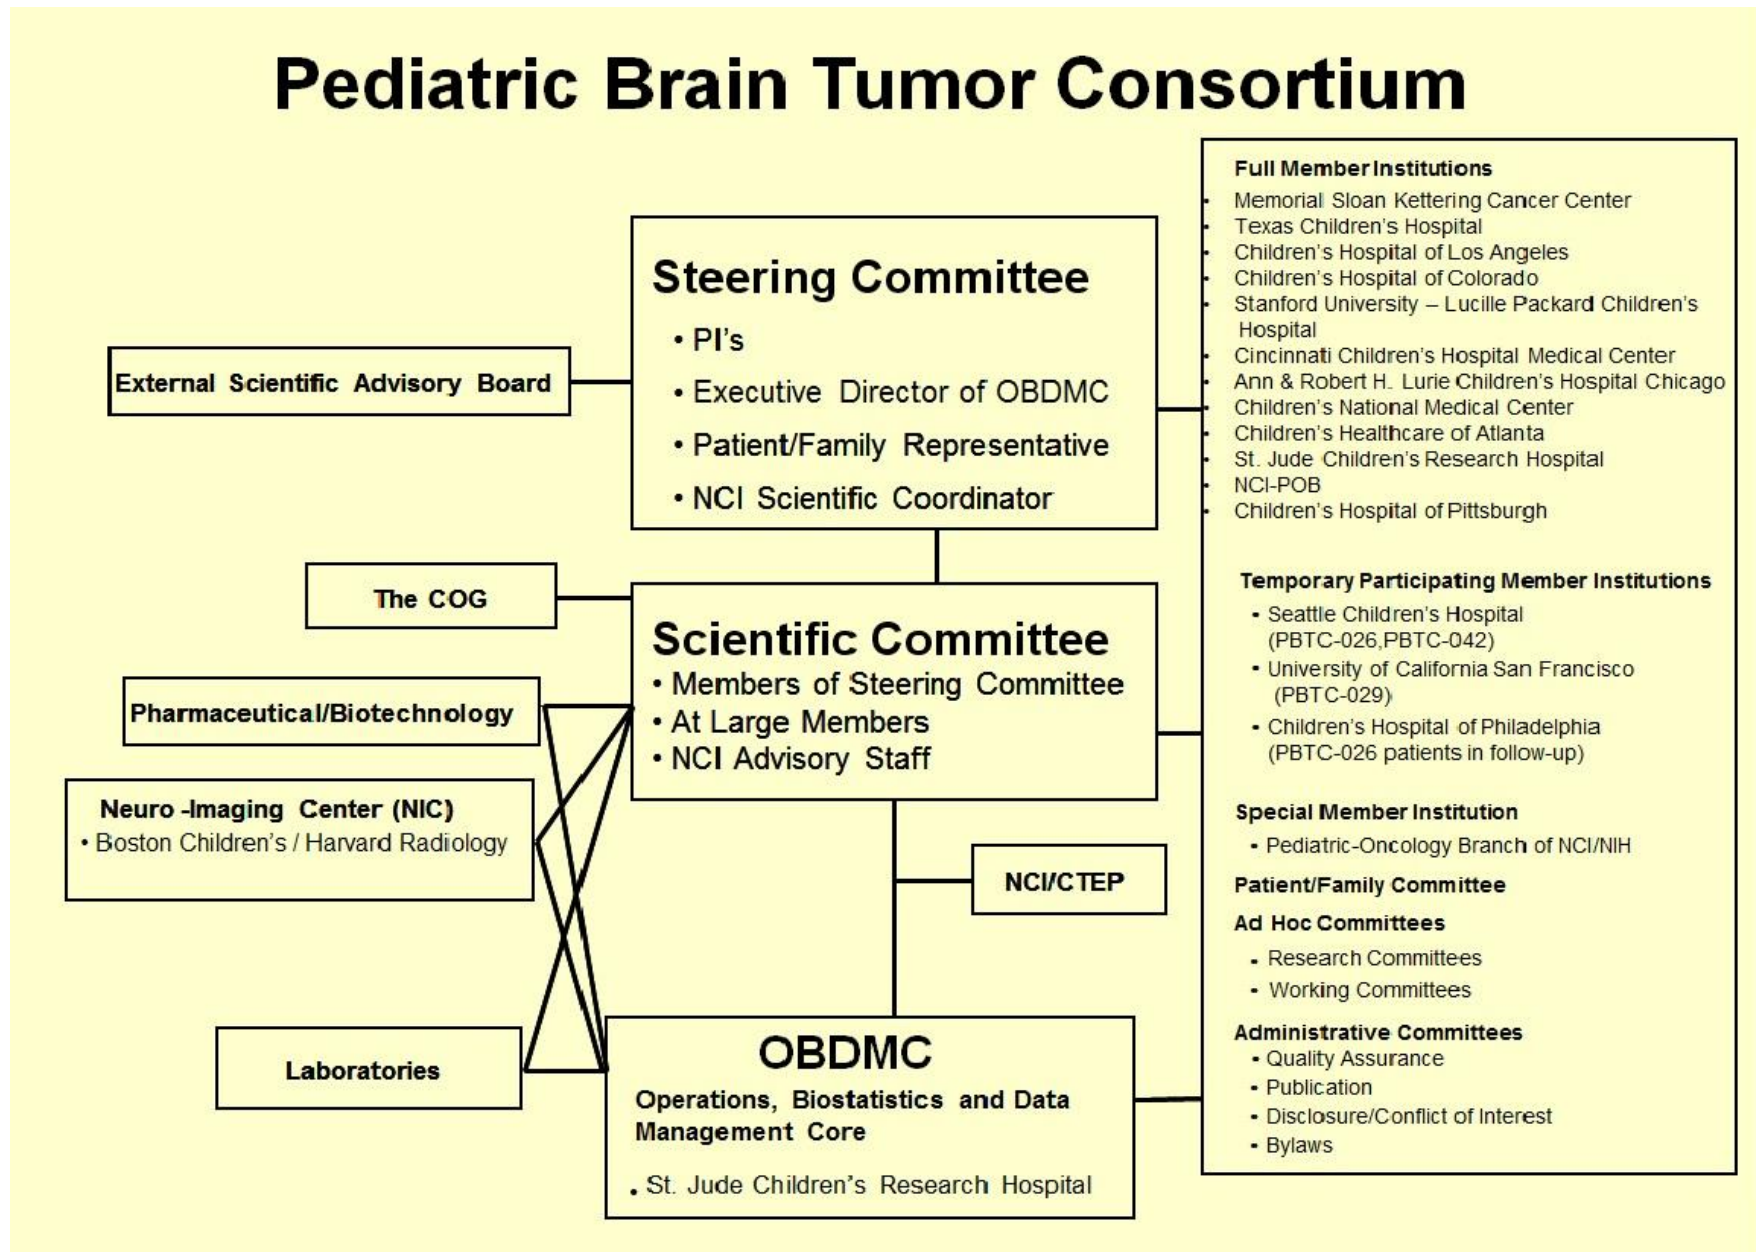 Pediatric Brain Tumor Consortium
Steering Committee
• PI's
• Executive Director of OBDMC
• Patient/Family Representative
• NCI Scientific Coordinator
External Scientific Advisory Board
The COG
Scientific Committee
• Members of Steering Committee
• At Large Members
• NCI Advisory Staff
Pharmaceutical/Biotechnology
Neuro -Imaging Center (NIC)
• Boston Children's / Harvard Radiology
NCI/CTEP
Laboratories
OBDMC
Operations, Biostatistics and Data
Management Core
• St. Jude Children's Research Hospital
Full Member Institutions
• Memorial Sloan Kettering Cancer Center
• Texas Children's Hospital
• Children's Hospital of Los Angeles
• Children's Hospital of Colorado
• Stanford University – Lucille Packard Children's
Hospital
• Cincinnati Children's Hospital Medical Center
• Ann & Robert H. Lurie Children's Hospital Chicago
• Children's National Medical Center
• Children's Healthcare of Atlanta
• St. Jude Children's Research Hospital
• NCI-POB
• Children's Hospital of Pittsburgh
Temporary Participating Member Institutions
• Seattle Children's Hospital
(PBTC-026,PBTC-042)
• University of California San Francisco
(PBTC-029)
• Children's Hospital of Philadelphia
(PBTC-026 patients in follow-up)
Special Member Institution
• Pediatric-Oncology Branch of NCI/NIH
Patient/Family Committee
Ad Hoc Committees
• Research Committees
• Working Committees
Administrative Committees
• Quality Assurance
• Publication
• Disclosure/Conflict of Interest
• Bylaws